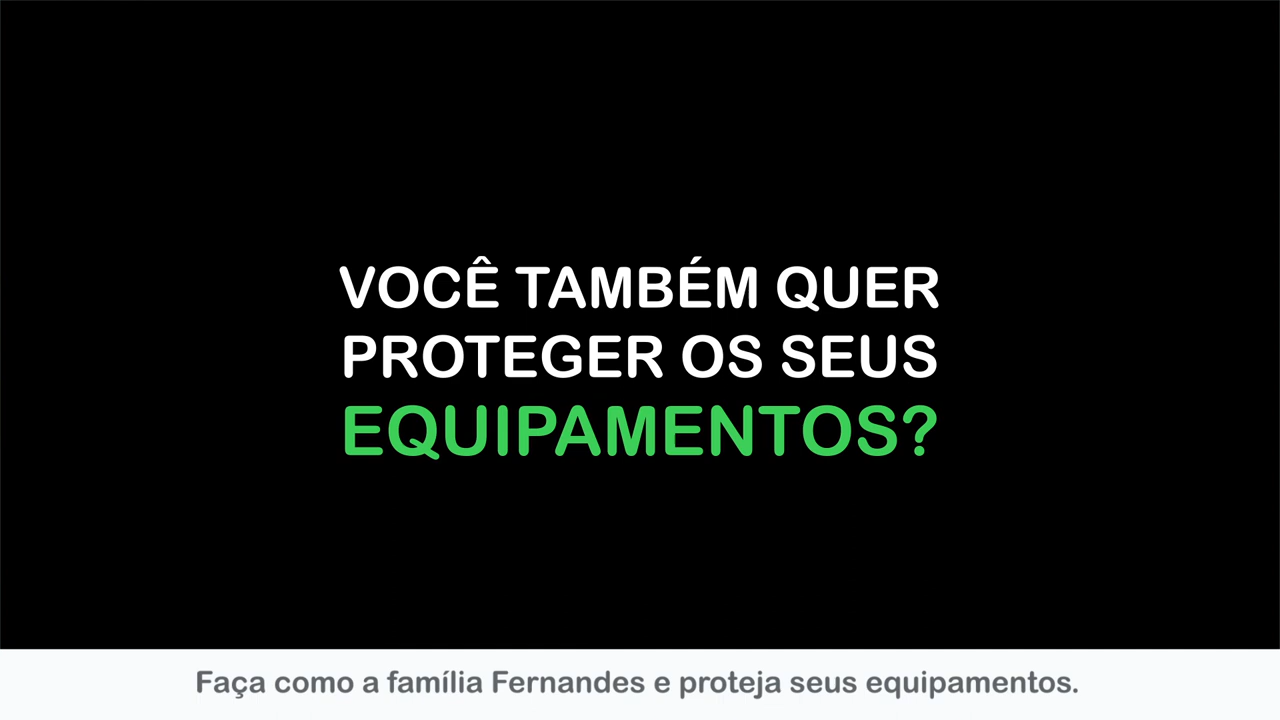 VOCÊ TAMBÉM QUER
PROTEGER OS SEUS
EQUIPAMENTOS?
Faça como a família Fernandes e proteja seus equipamentos.